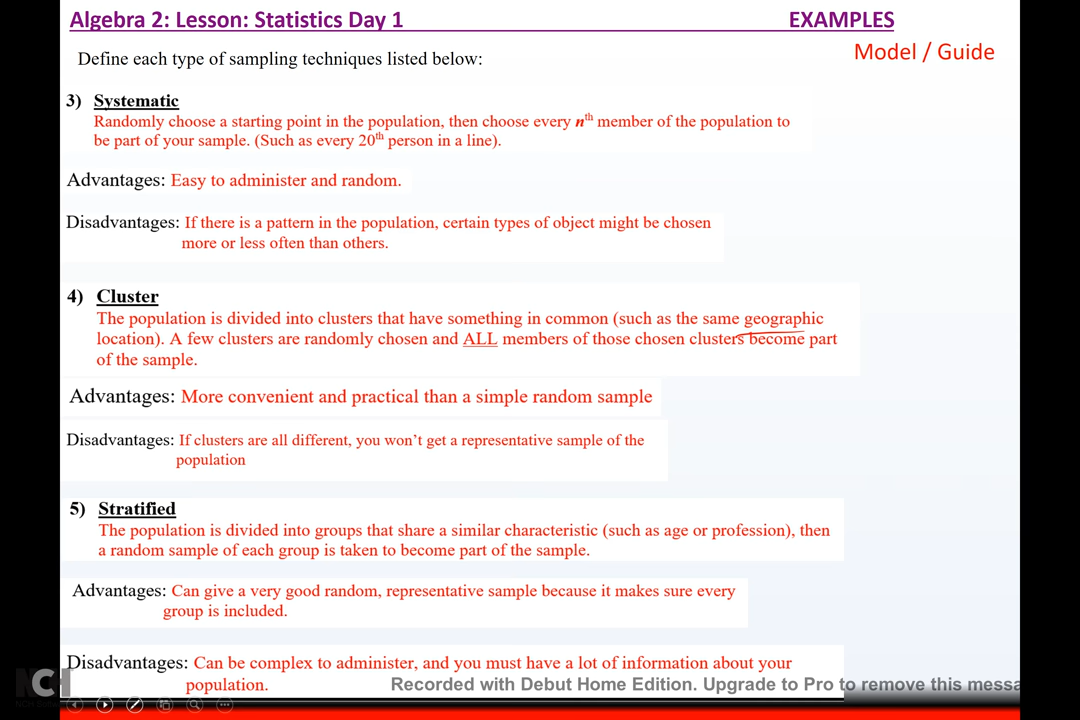 Algebra 2: Lesson: Statistics Day 1 EXAMPLES
Model / Guide
Define each type of sampling techniques listed below:
3) Systematic
Randomly choose a starting point in the population, then choose every nth member of the population to
be part of your sample. (Such as every 20th person in a line).
Advantages: Easy to administer and random.
Disadvantages: If there is a pattern in the population, certain types of object might be chosen
more or less often than others.
4) Cluster
The population is divided into clusters that have something in common (such as the same geographic
location). A few clusters are randomly chosen and ALL members of those chosen clusters become part
of the sample.
Advantages: More convenient and practical than a simple random sample
Disadvantages: If clusters are all different, you won't get a representative sample of the
population
5) Stratified
The population is divided into groups that share a similar characteristic (such as age or profession), then
a random sample of each group is taken to become part of the sample.
Advantages: Can give a very good random, representative sample because it makes sure every
group is included.
Disadvantages: Can be complex to administer, and you must have a lot of information about your
population.
Recorded with Debut Home Edition. Upgrade to Pro to remove this messa
NCH